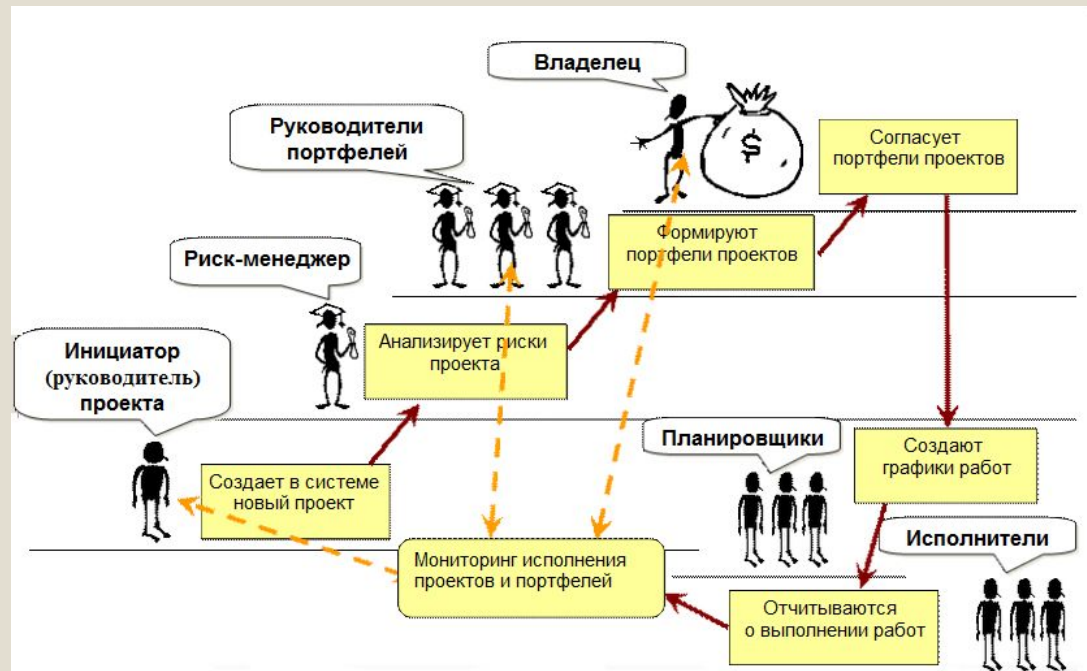 Владелец
Руководители
портфелей
Согласует
портфели проектов
Формируют
портфели проектов
Риск-менеджер
Анализирует риски
проекта
Инициатор
(руководитель)
проекта
Создает в системе
новый проект
Планировщики
Создают
графики работ
Исполнители
Мониторинг исполнения
проектов и портфелей
Отчитываются
о выполнении работ
$